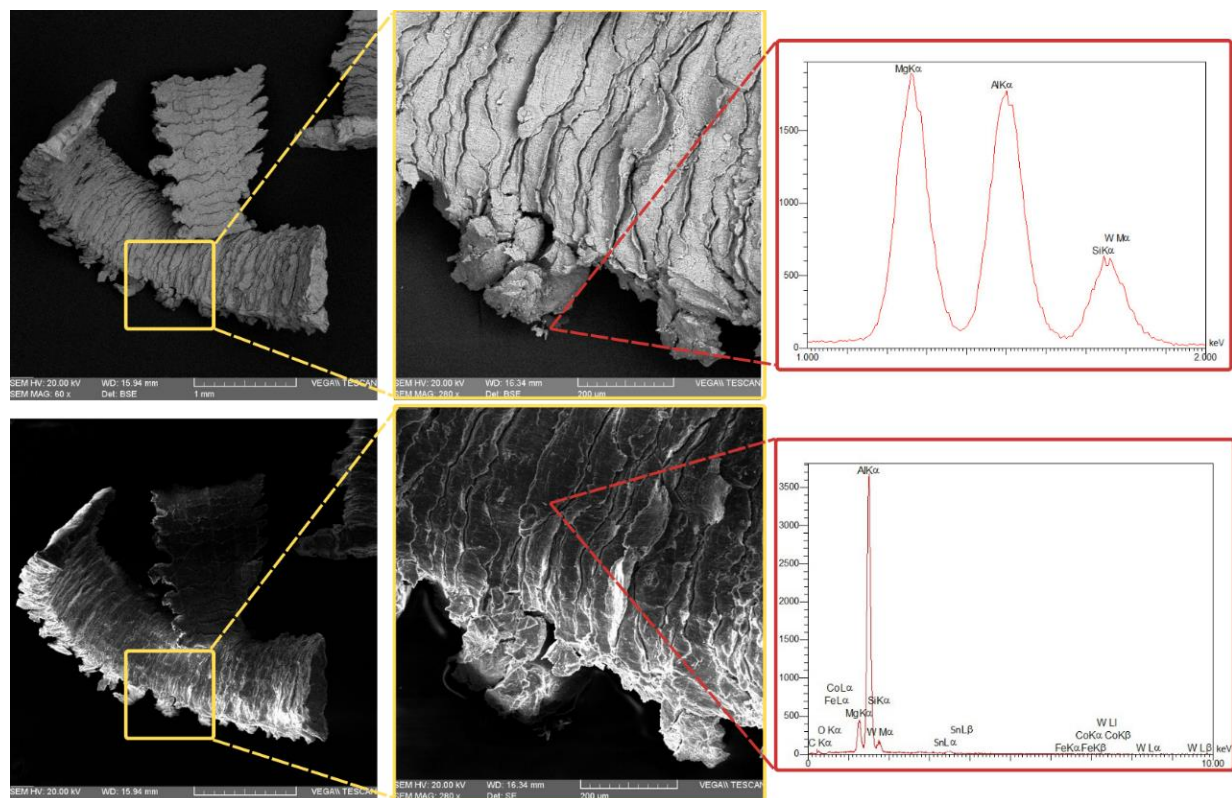 SEM HV: 20.00 kV WD: 15.94 mm VEGA\\ TESCAN
SEM MAG: 60 x Det: BSE 1 mm
SEM HV: 20.00 kV WD: 16.34 mm VEGA\\ TESCAN
SEM MAG: 280 x Det: BSE 200 um
MgKα
AlKα
W Mα
SiKα
1500
1000
500
0
1.000
2.000
keV
SEM HV: 20.00 kV WD: 15.94 mm VEGA\\ TESCAN
SEM HV: 20.00 kV WD: 16.34 mm VEGA\\ TESCAN
SEM MAG: 280 x Det: SE 200 um
AlKα
3500
3000
2500
2000
1500
1000
500
0
CoLα
FeLα
SiKα
MgKα
O Kα
W Mα
C Kα
SnLβ
SnLα
W Ll
CoKα CoKβ
FeKα FeKβ
W Lα
W Lβ
keV
10.00